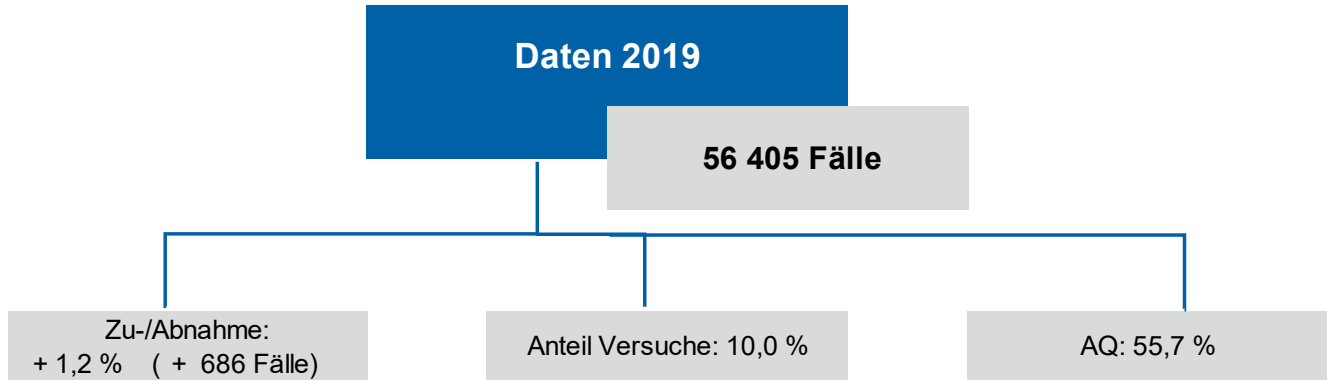 Daten 2019
56 405 Fälle
Zu-/Abnahme:
+ 1,2 % ( + 686 Fälle)
Anteil Versuche: 10,0 %
AQ: 55,7 %